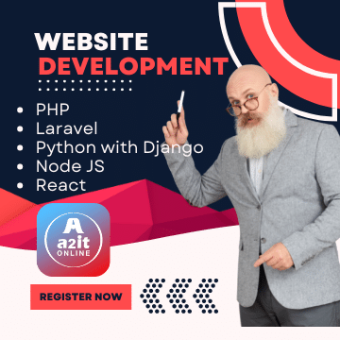 WEBSITE
DEVELOPMENT
PHP
Laravel
Python with Django
Node JS
React
A
a2it
ONLINE
REGISTER NOW